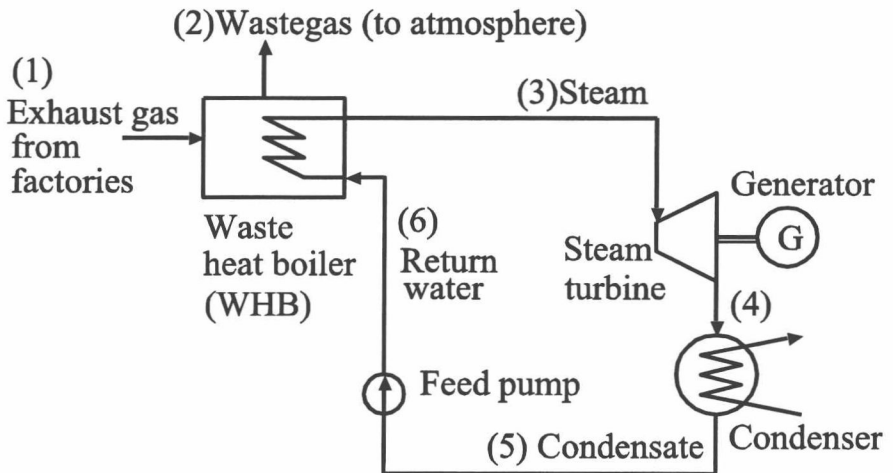 (2)Wastegas (to atmosphere)
(1)
Exhaust gas
from
factories
(3)Steam
Waste
heat boiler
(WHB)
(6)
Return
water
Generator
G
Steam
turbine
(4)
Feed pump
(5) Condensate
Condenser